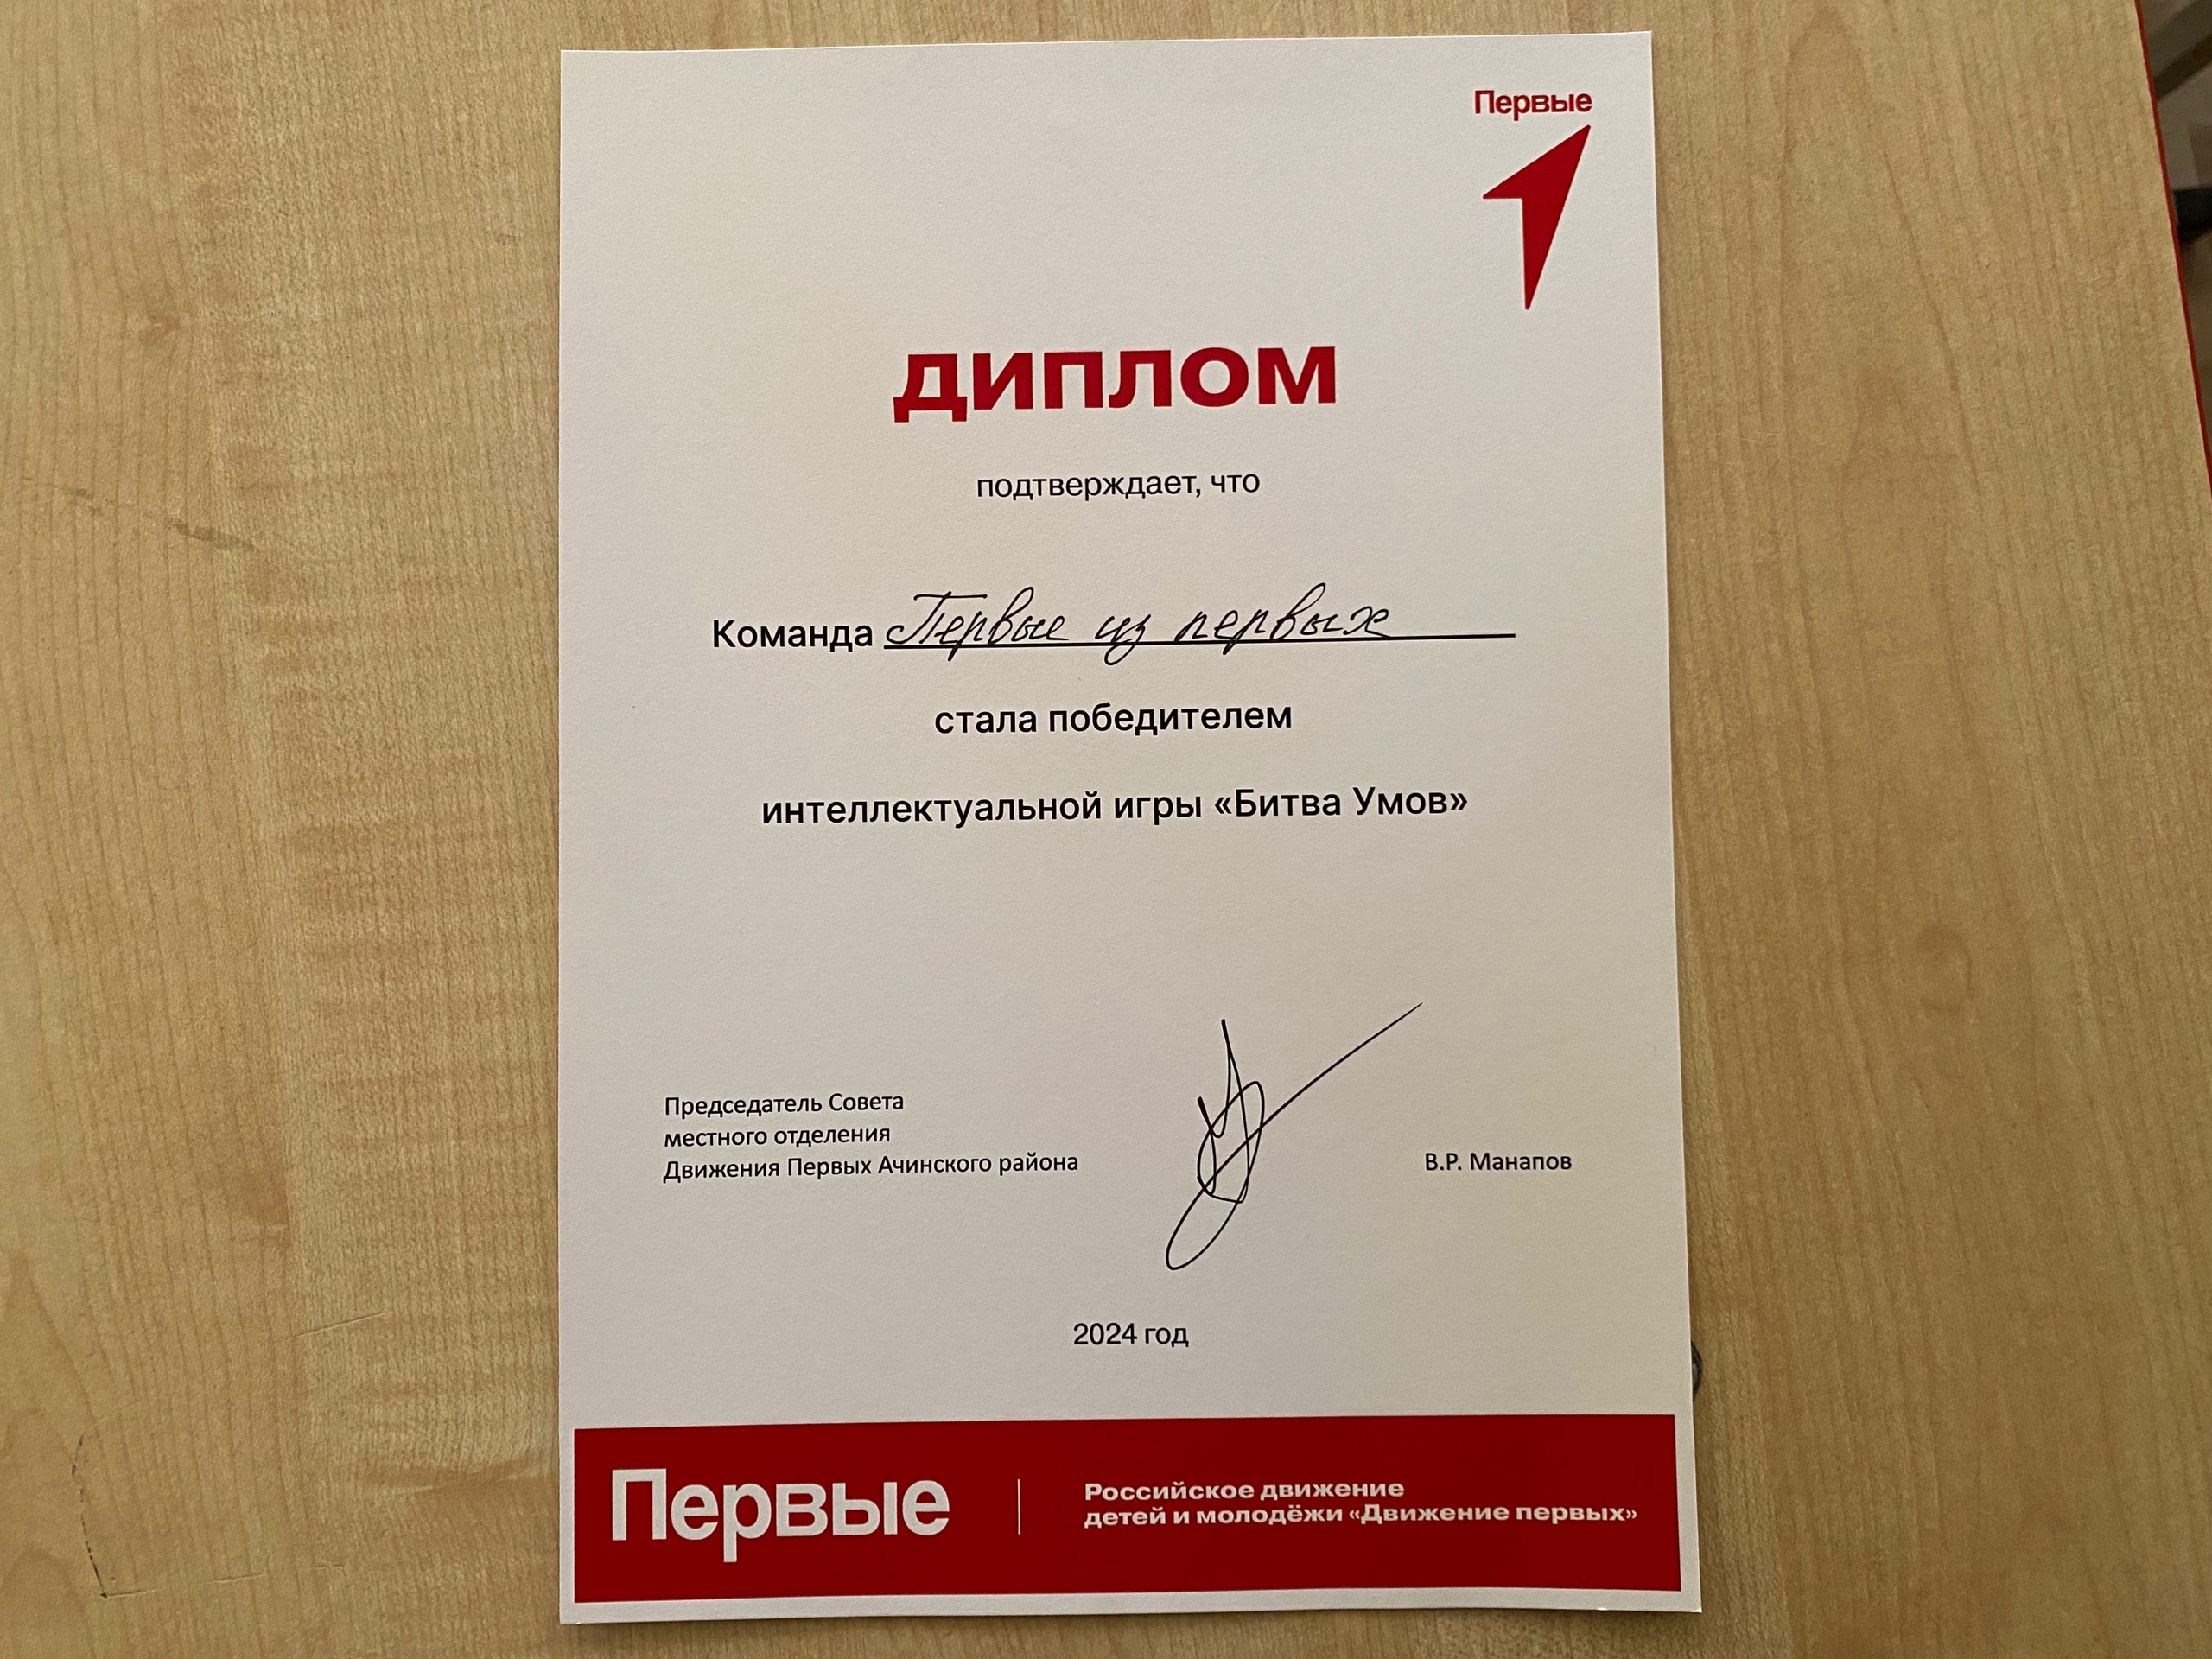 Первые
ДИПЛОМ
подтверждает, что
Команда Первые из первых
стала победителем
интеллектуальной игры «Битва Умов»
Председатель Совета
местного отделения
Движения Первых Ачинского района
В.Р. Манапов
2024 год
Первые
Российское движение
детей и молодёжи «Движение первых»